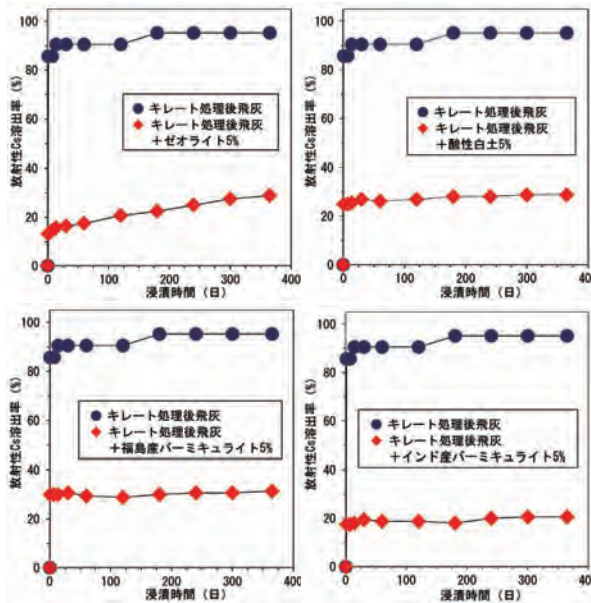 放射性Cs溶出率（%）
100
80
60
40
20
0
キレート処理後飛灰
キレート処理後飛灰
＋ゼオライト5%
0
100
200
300
400
浸漬時間（日）
放射性Cs溶出率（%）
100
80
60
40
20
0
キレート処理後飛灰
キレート処理後飛灰
＋酸性白土5%
0
100
200
300
400
浸漬時間（日）
放射性Cs溶出率（%）
100
80
60
40
20
0
キレート処理後飛灰
キレート処理後飛灰
＋福島産バーミキュライト5%
0
100
200
300
400
浸漬時間（日）
放射性Cs溶出率（%）
100
80
60
40
20
0
キレート処理後飛灰
キレート処理後飛灰
＋インド産バーミキュライト5%
0
100
200
300
400
浸漬時間（日）